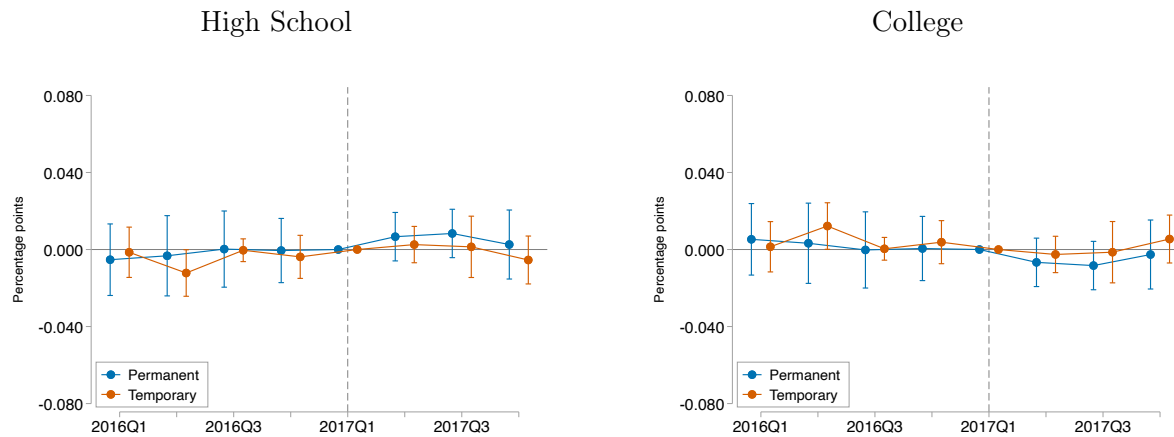 High School
College
0.080
0.040
0.000
-0.040
-0.080
Percentage points
Permanent
Temporary
2016Q1
2016Q3
2017Q1
2017Q3
0.080
0.040
0.000
-0.040
-0.080
Percentage points
Permanent
Temporary
2016Q1
2016Q3
2017Q1
2017Q3